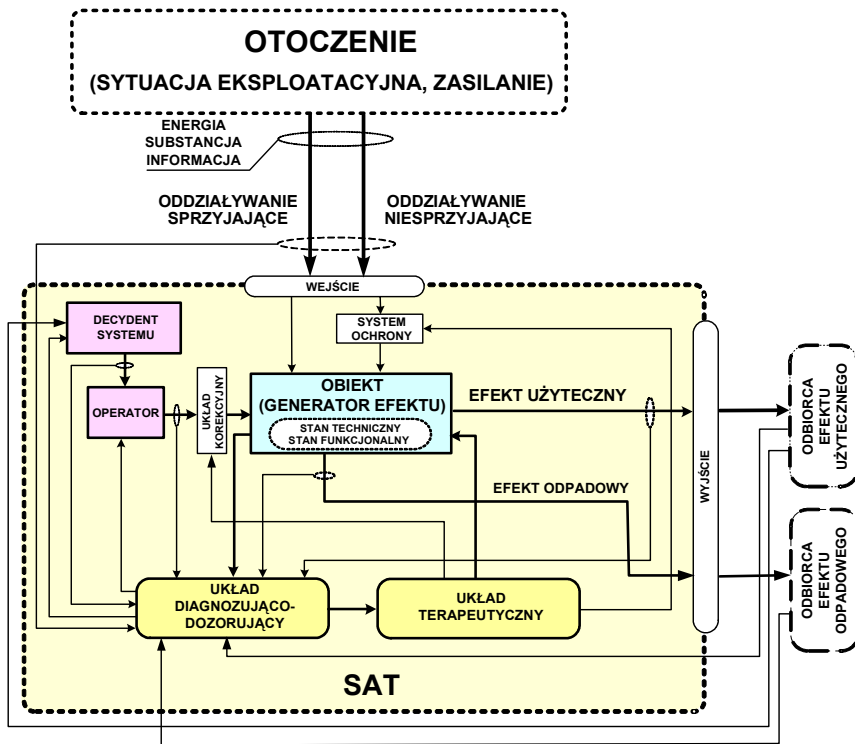 OTOCZENIE
(SYTUACJA EKSPLOATACYJNA, ZASILANIE)
ENERGIA
SUBSTANCJA
INFORMACJA
ODDZIAŁYWANIE
SPRZYJAJĄCE
ODDZIAŁYWANIE
NIESPRZYJAJĄCE
WEJŚCIE
DECYDENT
SYSTEMU
SYSTEM
OCHRONY
OPERATOR
UKŁAD
KOREKCYJNY
OBIEKT
(GENERATOR EFEKTU)
STAN TECHNICZNY
STAN FUNKCJONALNY
EFEKT UŻYTECZNY
EFEKT ODPADOWY
WYJŚCIE
ODBIORCA
EFEKTU
UŻYTECZNEGO
ODBIORCA
EFEKTU
ODPADOWEGO
UKŁAD
DIAGNOZUJĄCO-
DOZORUJĄCY
UKŁAD
TERAPEUTYCZNY
SAT